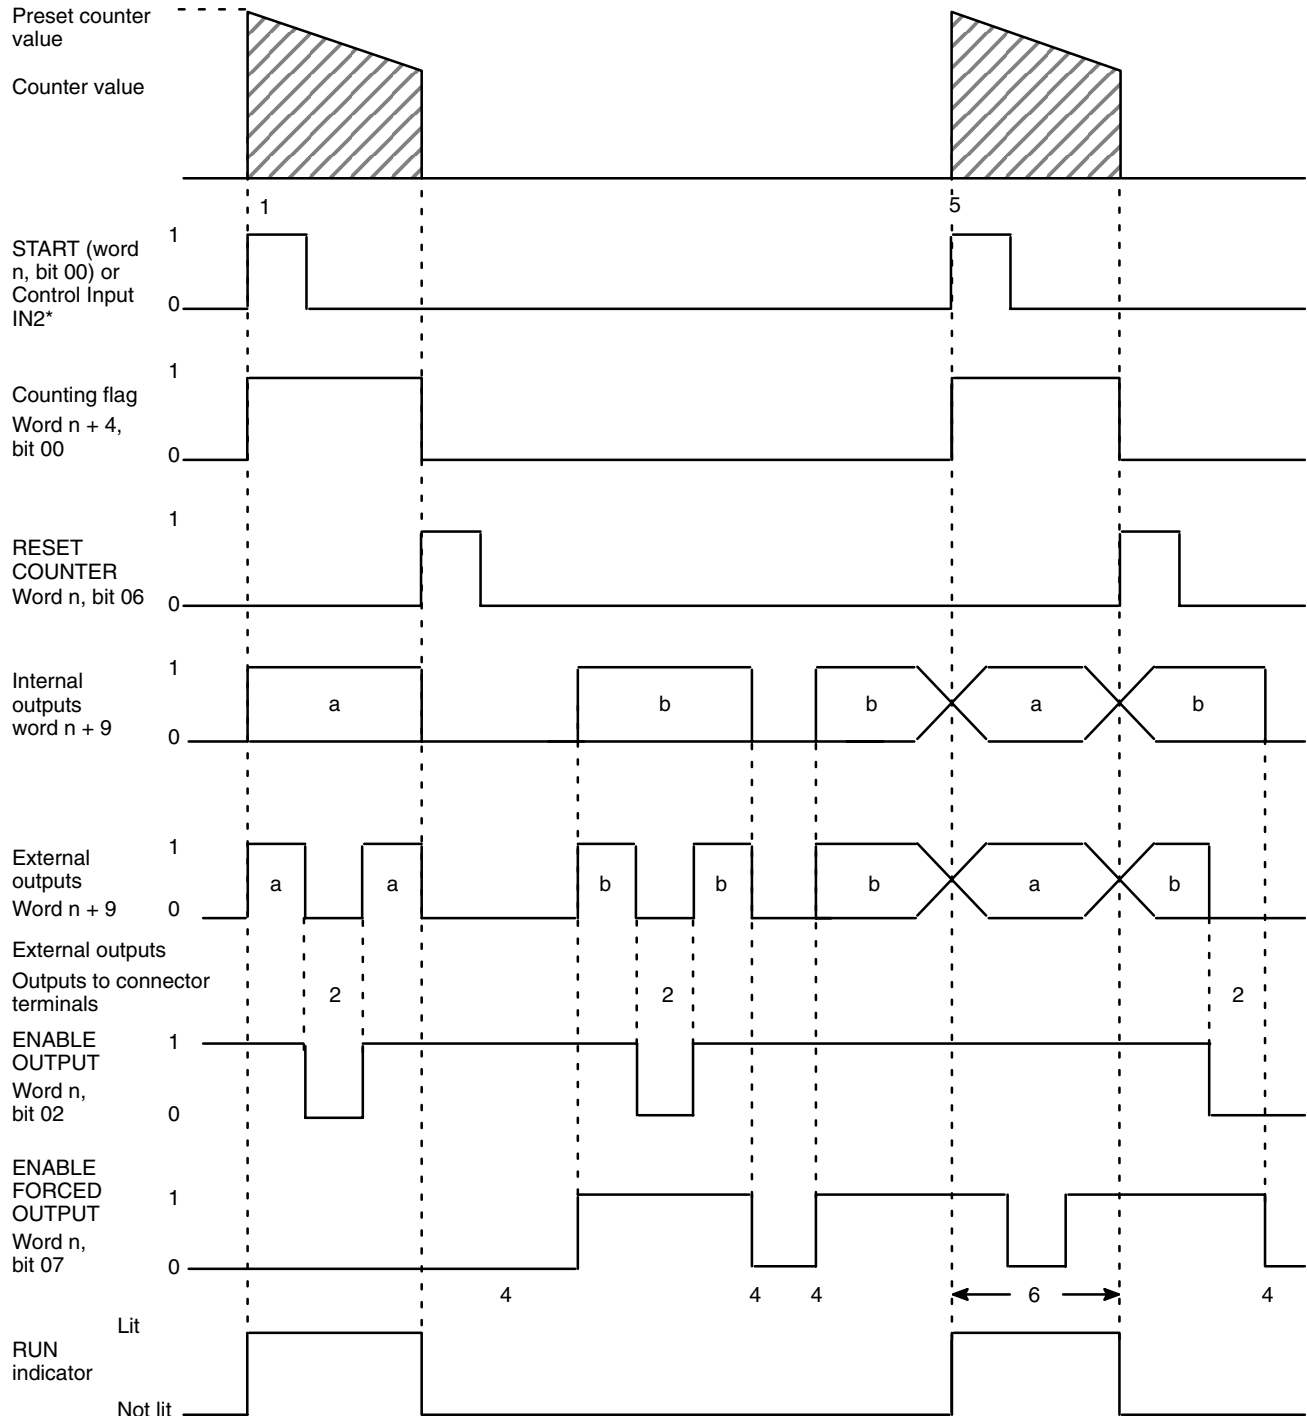 Preset counter
value
Counter value
1
5
START (word
n, bit 00) or
Control Input
IN2*
1
0
Counting flag
Word n + 4,
bit 00
1
0
RESET
COUNTER
Word n, bit 06
1
0
Internal
outputs
word n + 9
1
0
a
b
b
a
b
External
outputs
Word n + 9
1
0
a
a
b
b
b
a
b
External outputs
Outputs to connector
terminals
2
2
2
ENABLE
OUTPUT
Word n,
bit 02
1
0
ENABLE
FORCED
OUTPUT
Word n,
bit 07
1
0
4
4
4
6
4
RUN
indicator
Lit
Not lit